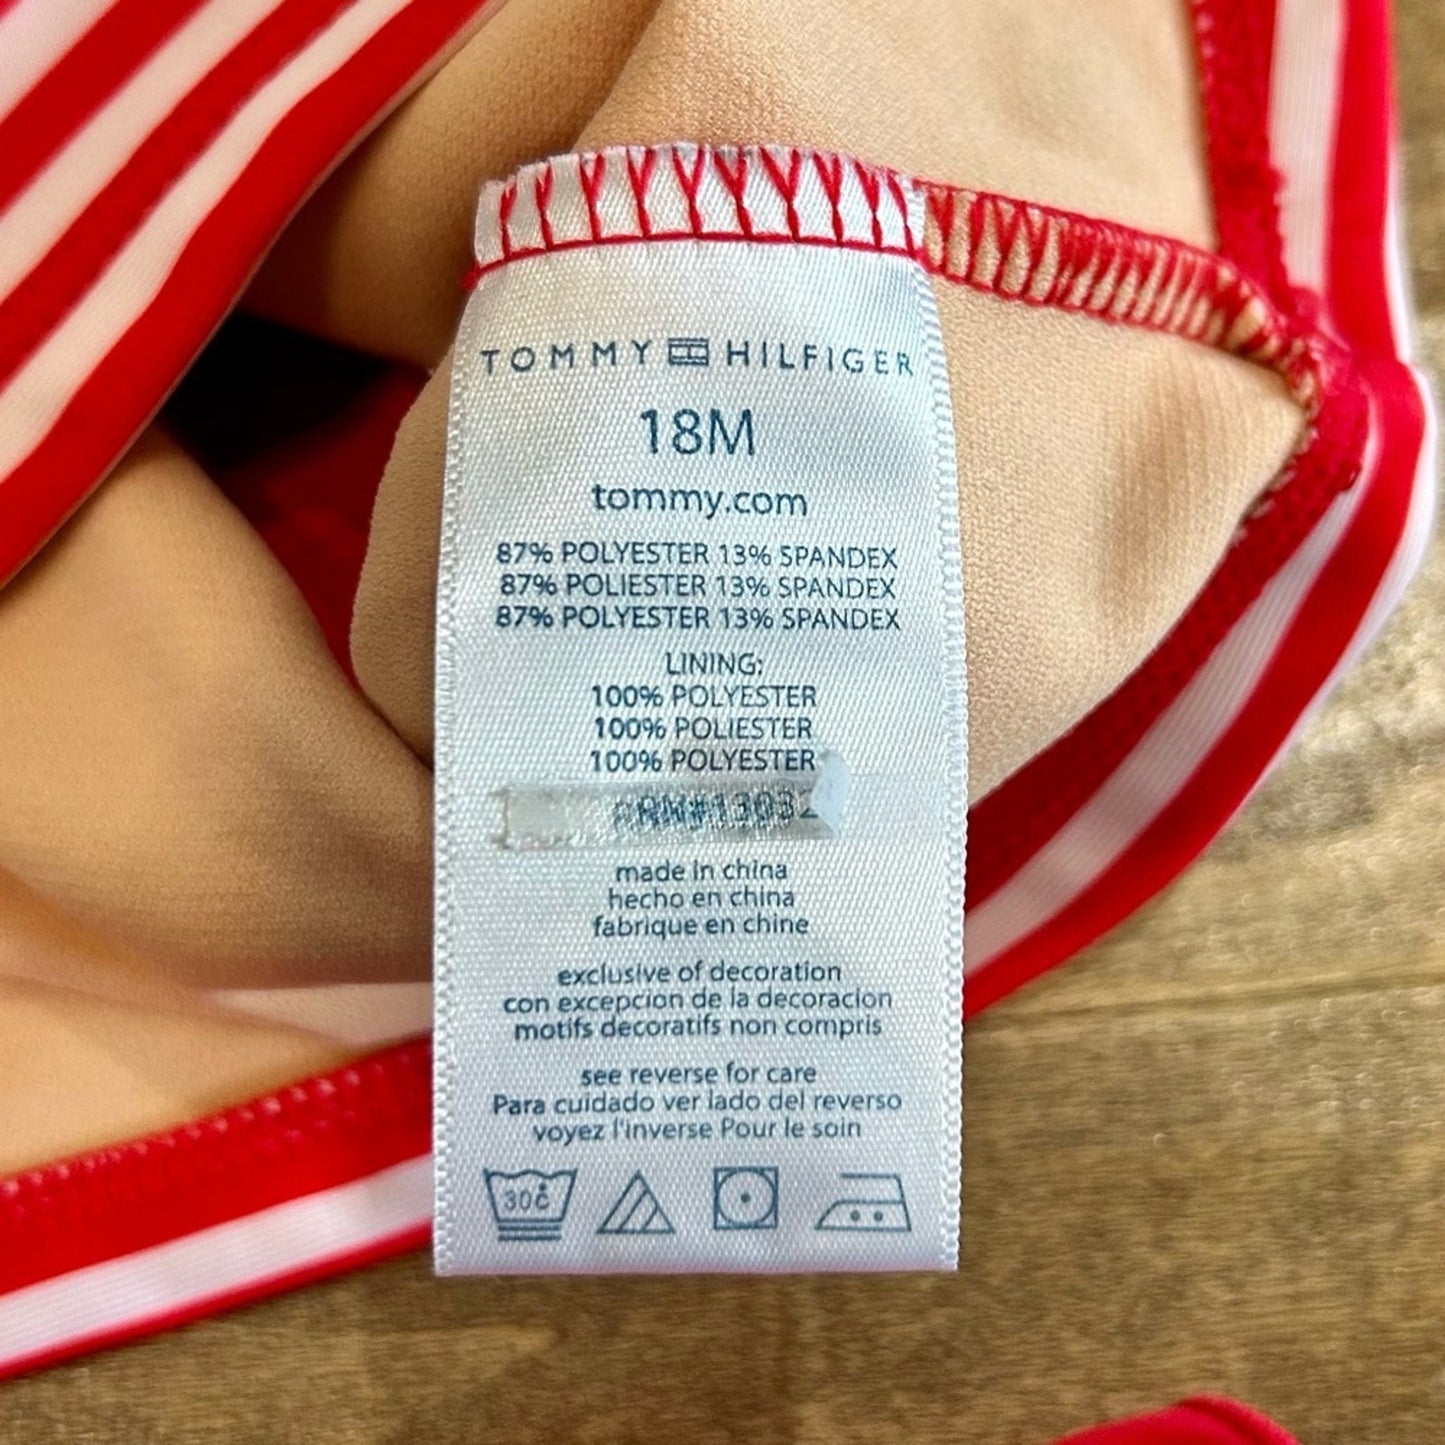 TOMMY HILFIGER
18M
tommy.com
87% POLYESTER 13% SPANDEX
87% POLIESTER 13% SPANDEX
87% POLYESTER 13% SPANDEX
LINING:
100% POLYESTER
100% POLIESTER
100% POLYESTER
made in china
hecho en china
fabrique en chine
exclusive of decoration
con excepcion de la decoracion
motifs decoratifs non compris
see reverse for care
Para cuidado ver lado del reverso
voyez l'inverse Pour le soin